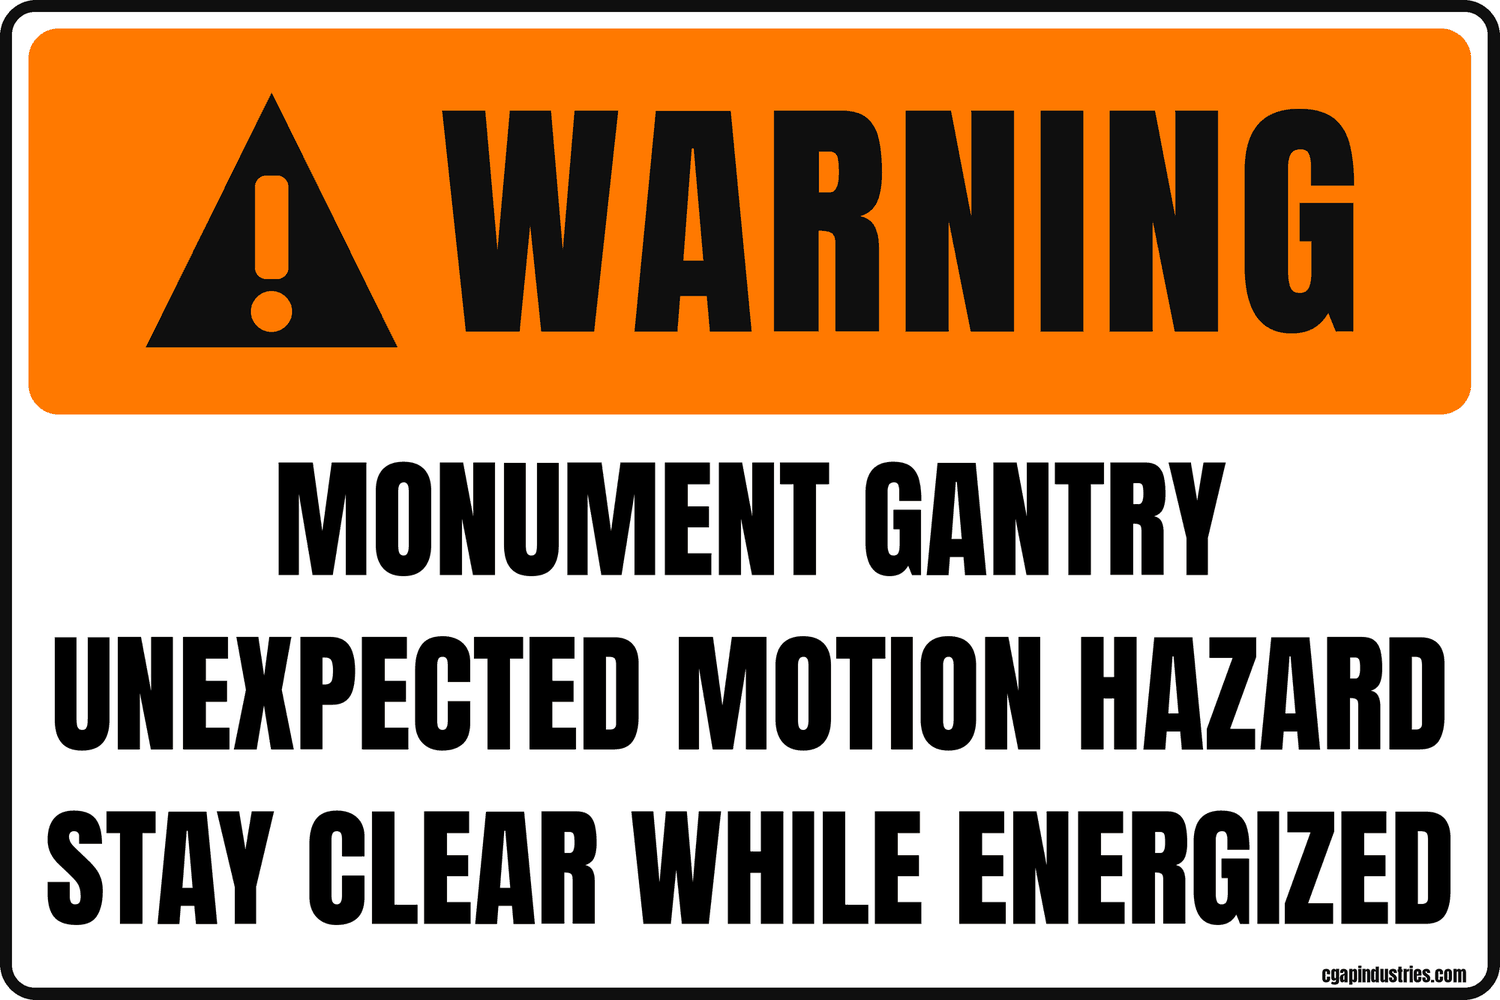 WARNING
MONUMENT GANTRY
UNEXPECTED MOTION HAZARD
STAY CLEAR WHILE ENERGIZED
cgapindustries.com